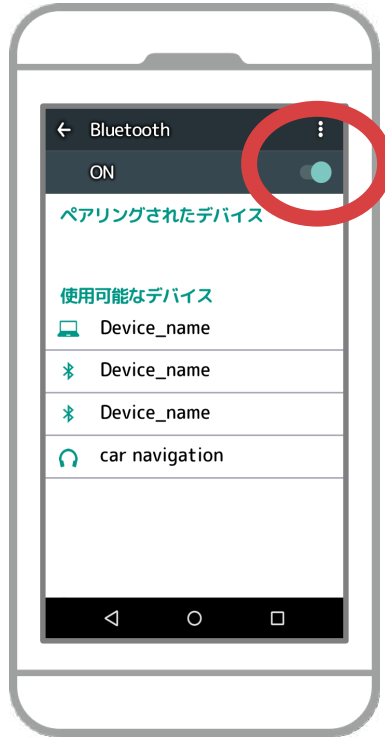 Bluetooth
ON
ペアリングされたデバイス
使用可能なデバイス
Device_name
Device_name
Device_name
car navigation